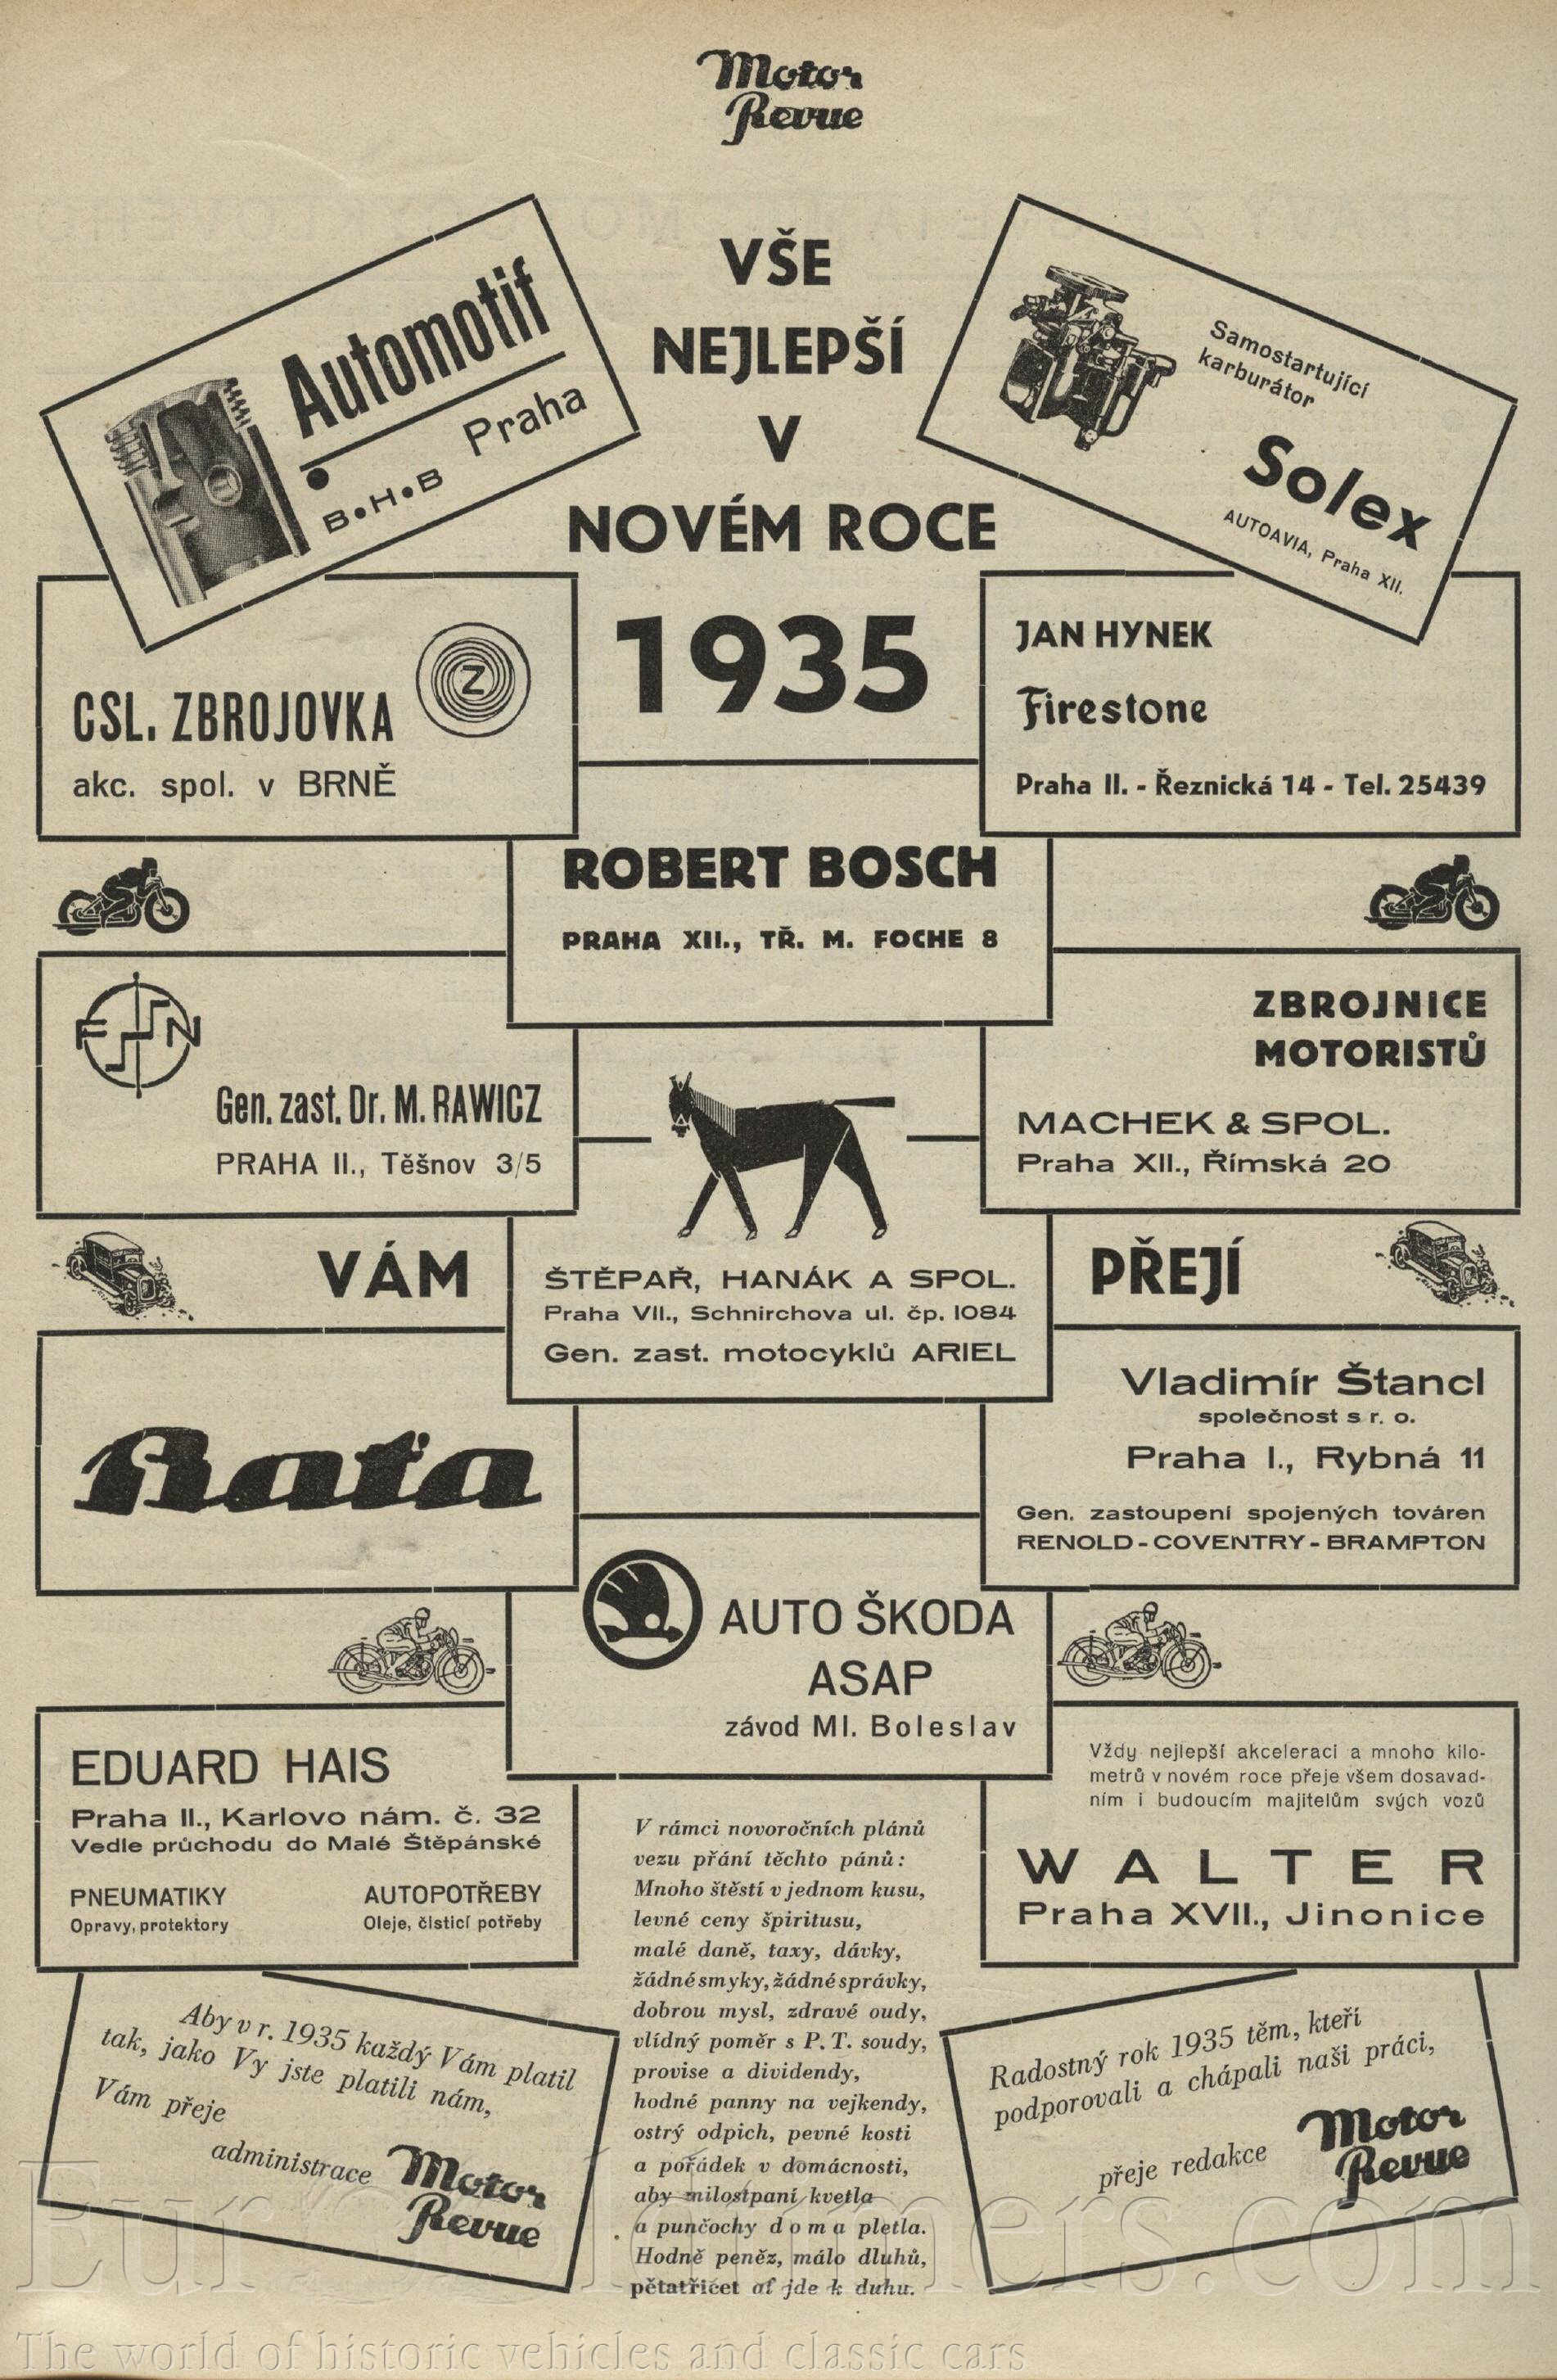 Motor
Revue
VŠE
NEJLEPŠÍ
V
NOVÉM ROCE
1935
Automotif
B•H•B Praha
Samostartující
karburátor
Solex
AUTOAVIA, Praha XII.
CSL. ZBROJOVKA
Z
akc. spol. v BRNĚ
JAN HYNEK
Firestone
Praha II. - Řeznická 14 - Tel. 25439
ROBERT BOSCH
PRAHA XII., TŘ. M. FOCHE 8
FN
Gen. zast. Dr. M. RAWICZ
PRAHA II., Těšnov 3/5
ZBROJNICE
MOTORISTŮ
MACHEK & SPOL.
Praha XII., Římská 20
VÁM
PŘEJÍ
ŠTĚPAŘ, HANÁK A SPOL.
Praha VII., Schnirchova ul. čp. 1084
Gen. zast. motocyklů ARIEL
Baťa
Vladimír Štancl
společnost s r. o.
Praha I., Rybná 11
Gen. zastoupení spojených továren
RENOLD - COVENTRY - BRAMPTON
AUTO ŠKODA
ASAP
závod Ml. Boleslav
EDUARD HAIS
Praha II., Karlovo nám. č. 32
Vedle průchodu do Malé Štěpánské
PNEUMATIKY AUTOPOTŘEBY
Opravy, protektory Oleje, čisticí potřeby
Vždy nejlepší akceleraci a mnoho kilo-
metrů v novém roce přeje všem dosavad-
ním i budoucím majitelům svých vozů
WALTER
Praha XVII., Jinonice
V rámci novoročních plánů
vezu přání těchto pánů:
Mnoho štěstí v jednom kusu,
levné ceny špiritusu,
malé daně, taxy, dávky,
žádné smyky, žádné správky,
dobrou mysl, zdravé oudy,
vlídný poměr s P. T. soudy,
provise a dividendy,
hodné panny na vejkendy,
ostrý odpich, pevné kosti
a pořádek v domácnosti,
aby milostpaní kvetla
a punčochy doma pletla.
Hodně peněz, málo dluhů,
pětatřicet ať jde k duhu.
Aby v r. 1935 každý Vám platil
tak, jako Vy jste platili nám,
Vám přeje
administrace Motor
Revue
Radostný rok 1935 těm, kteří
podporovali a chápali naši práci,
přeje redakce Motor
Revue
The world of historic vehicles and classic cars